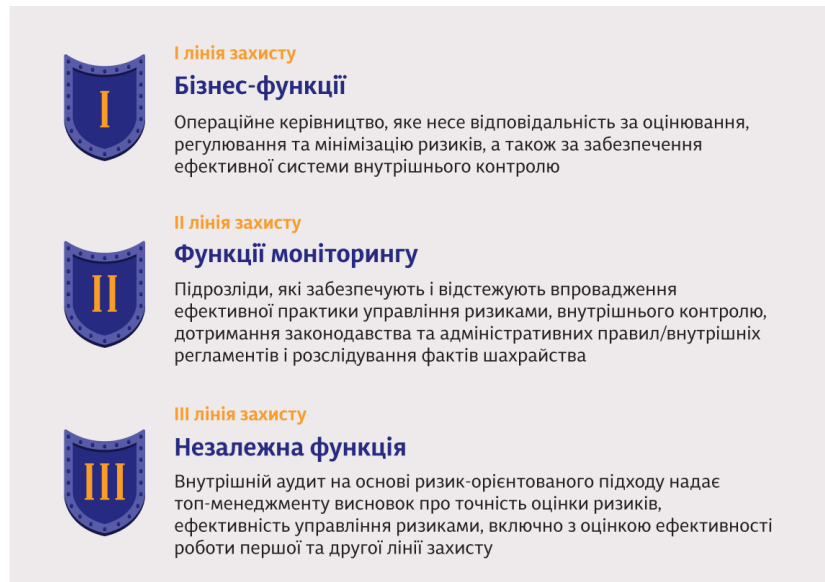 I
I лінія захисту
Бізнес-функції
Операційне керівництво, яке несе відповідальність за оцінювання,
регулювання та мінімізацію ризиків, а також за забезпечення
ефективної системи внутрішнього контролю
II
II лінія захисту
Функції моніторингу
Підрозділи, які забезпечують і відстежують впровадження
ефективної практики управління ризиками, внутрішнього контролю,
дотримання законодавства та адміністративних правил/внутрішніх
регламентів і розслідування фактів шахрайства
III
III лінія захисту
Незалежна функція
Внутрішній аудит на основі ризик-орієнтованого підходу надає
топ-менеджменту висновок про точність оцінки ризиків,
ефективність управління ризиками, включно з оцінкою ефективності
роботи першої та другої лінії захисту